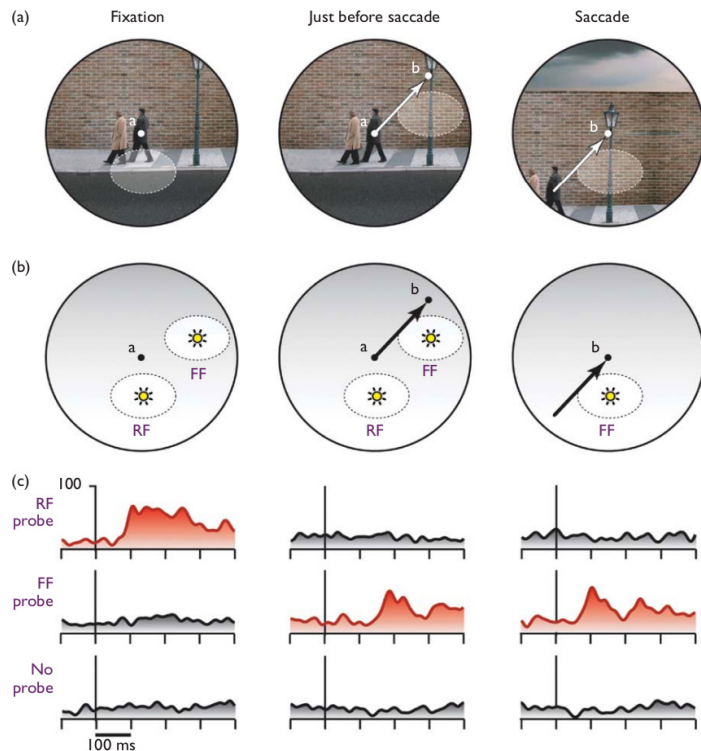 (a) Fixation Just before saccade Saccade
a
b
a
b
(b)
a
FF
RF
b
a
FF
RF
b
FF
(c)
100
RF
probe
FF
probe
No
probe
100 ms